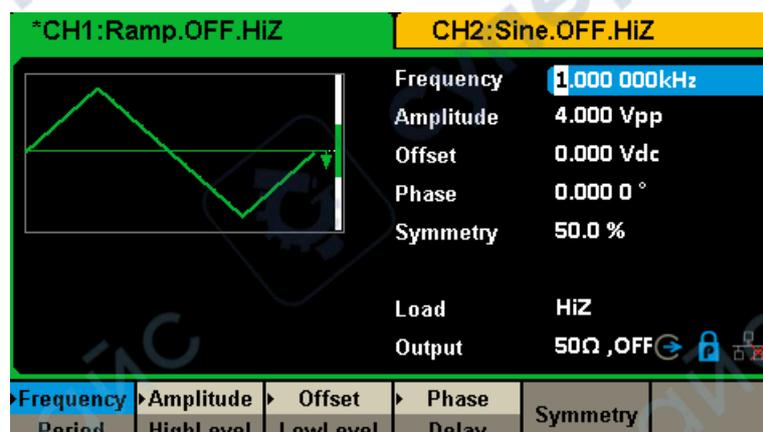 *CH1:Ramp.OFF.HiZ
CH2:Sine.OFF.HiZ
Frequency 1.000 000kHz
Amplitude 4.000 Vpp
Offset 0.000 Vdc
Phase 0.000 0 °
Symmetry 50.0 %
Load HiZ
Output 50Ω ,OFF
Frequency Amplitude Offset Phase Symmetry
Period HighLevel LowLevel Delay